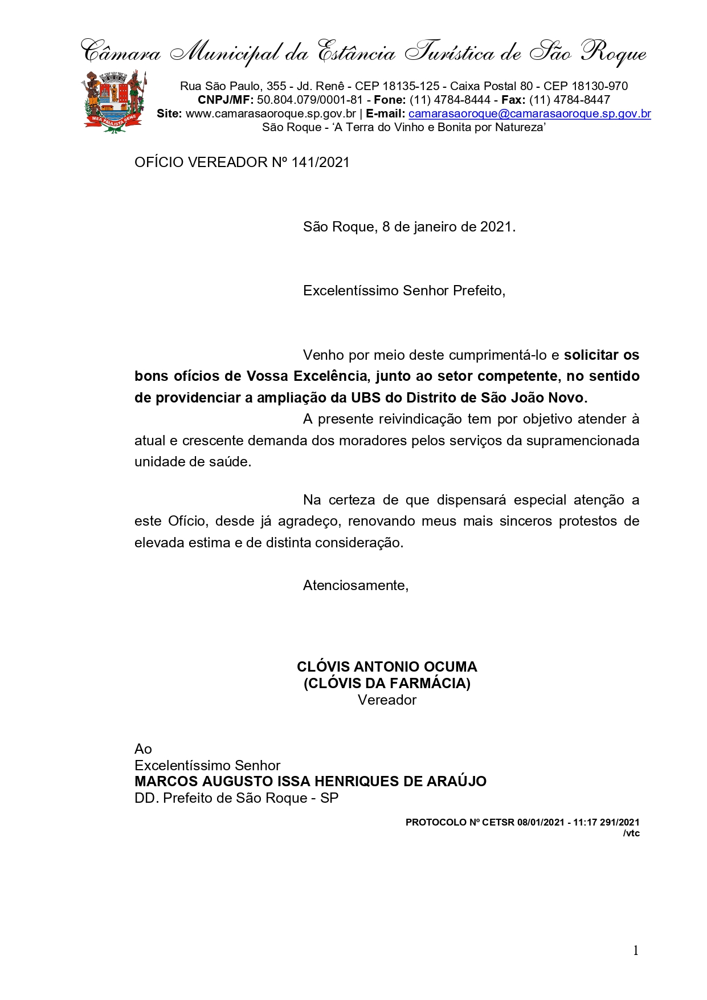 Câmara Municipal da Estância Turística de São Roque
Rua São Paulo, 355 - Jd. Renê - CEP 18135-125 - Caixa Postal 80 - CEP 18130-970
CNPJ/MF: 50.804.079/0001-81 - Fone: (11) 4784-8444 - Fax: (11) 4784-8447
Site: www.camarasaoroque.sp.gov.br | E-mail: camarasaoroque@camarasaoroque.sp.gov.br
São Roque - ‘A Terra do Vinho e Bonita por Natureza’
MEA PAULISTA GENS
OFÍCIO VEREADOR Nº 141/2021
São Roque, 8 de janeiro de 2021.
Excelentíssimo Senhor Prefeito,
Venho por meio deste cumprimentá-lo e solicitar os
bons ofícios de Vossa Excelência, junto ao setor competente, no sentido
de providenciar a ampliação da UBS do Distrito de São João Novo.
A presente reivindicação tem por objetivo atender à
atual e crescente demanda dos moradores pelos serviços da supramencionada
unidade de saúde.
Na certeza de que dispensará especial atenção a
este Ofício, desde já agradeço, renovando meus mais sinceros protestos de
elevada estima e de distinta consideração.
Atenciosamente,
CLÓVIS ANTONIO OCUMA
(CLÓVIS DA FARMÁCIA)
Vereador
Ao
Excelentíssimo Senhor
MARCOS AUGUSTO ISSA HENRIQUES DE ARAÚJO
DD. Prefeito de São Roque - SP
PROTOCOLO Nº CETSR 08/01/2021 - 11:17 291/2021
/vtc
1